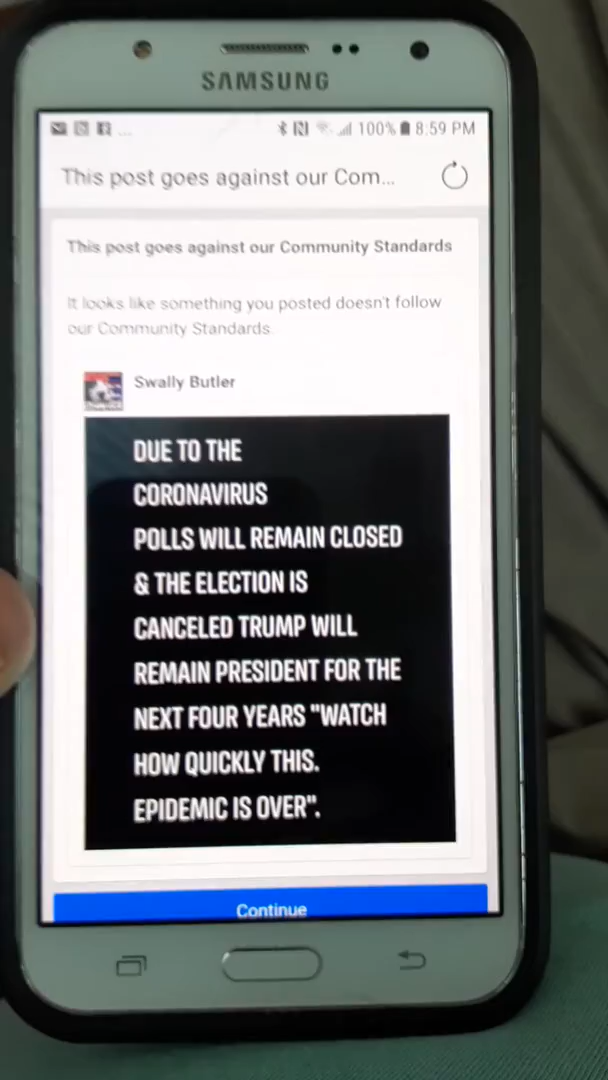 SAMSUNG
... 100% 8:59 PM
This post goes against our Com...
This post goes against our Community Standards
It looks like something you posted doesn't follow
our Community Standards.
Swally Butler
DUE TO THE
CORONAVIRUS
POLLS WILL REMAIN CLOSED
& THE ELECTION IS
CANCELED TRUMP WILL
REMAIN PRESIDENT FOR THE
NEXT FOUR YEARS "WATCH
HOW QUICKLY THIS.
EPIDEMIC IS OVER".
Continue